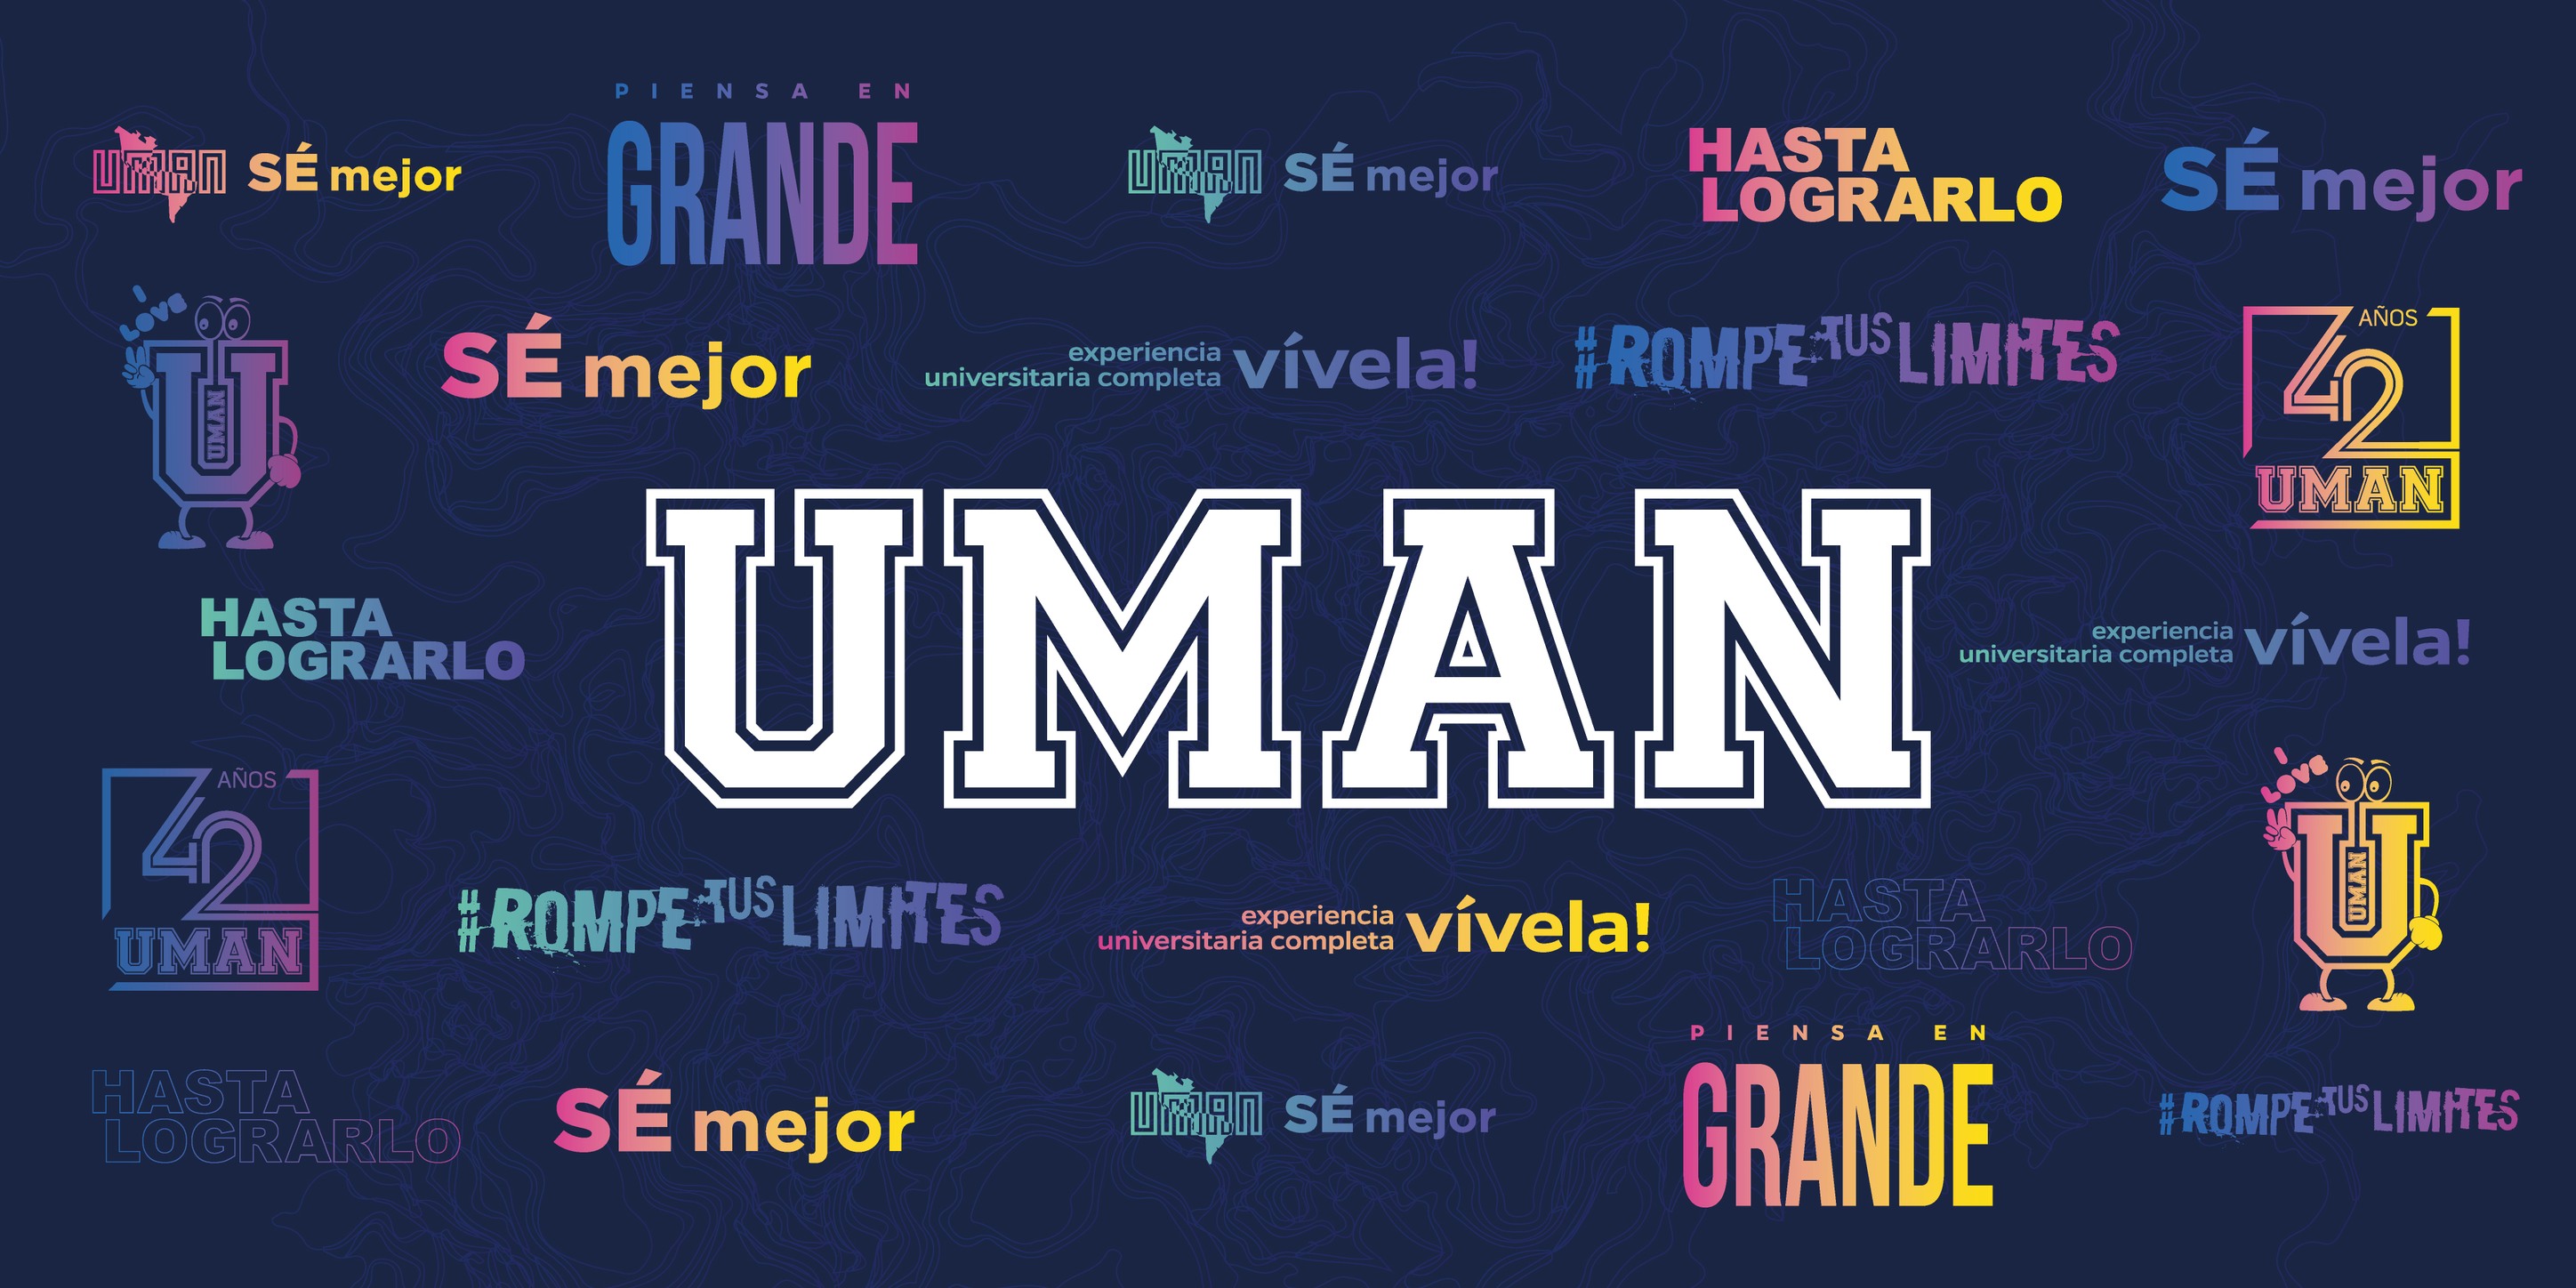 PIENSA EN
GRANDE
uman SÉ mejor
uman SÉ mejor
HASTA
LOGRARLO
SÉ mejor
I
Love
U
UMAN
SÉ mejor
experiencia
universitaria completa vívela!
#ROMPE TUS LIMITES
42 AÑOS
UMAN
UMAN
HASTA
LOGRARLO
experiencia
universitaria completa vívela!
42 AÑOS
UMAN
#ROMPE TUS LIMITES
experiencia
universitaria completa vívela!
HASTA
LOGRARLO
I
Love
U
UMAN
HASTA
LOGRARLO
SÉ mejor
uman SÉ mejor
PIENSA EN
GRANDE
#ROMPE TUS LIMITES